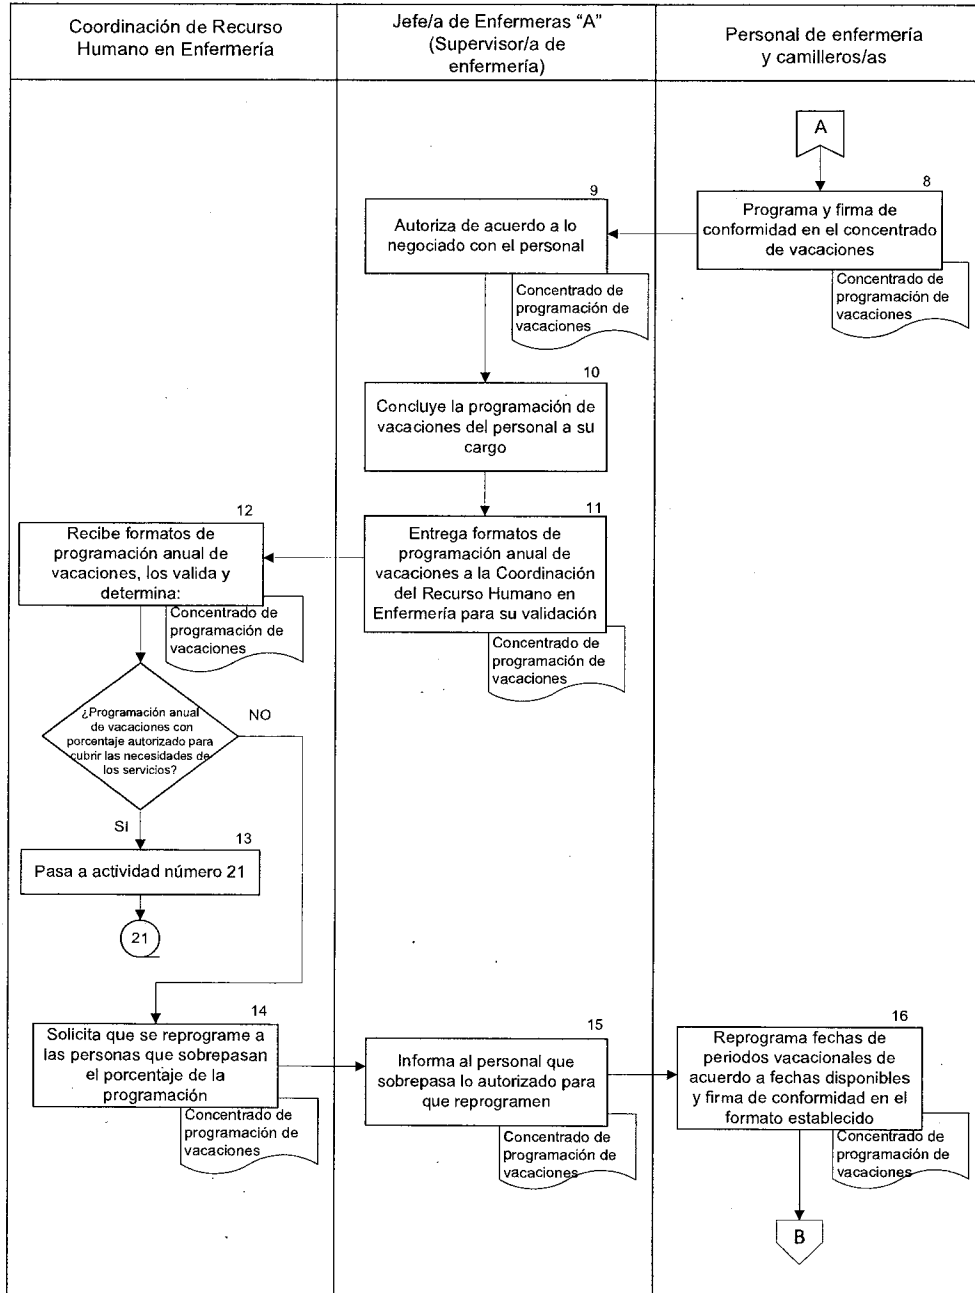 Coordinación de Recurso
Humano en Enfermería
Jefe/a de Enfermeras “A”
(Supervisor/a de
enfermería)
Personal de enfermería
y camilleros/as
A
8
Programa y firma de
conformidad en el concentrado
de vacaciones
Concentrado de
programación de
vacaciones
9
Autoriza de acuerdo a lo
negociado con el personal
Concentrado de
programación de
vacaciones
10
Concluye la programación de
vacaciones del personal a su
cargo
11
Entrega formatos de
programación anual de
vacaciones a la Coordinación
del Recurso Humano en
Enfermería para su validación
Concentrado de
programación de
vacaciones
12
Recibe formatos de
programación anual de
vacaciones, los valida y
determina:
Concentrado de
programación de
vacaciones
¿Programación anual
de vacaciones con
porcentaje autorizado para
cubrir las necesidades de
los servicios?
NO
SI
13
Pasa a actividad número 21
21
14
Solicita que se reprograme a
las personas que sobrepasan
el porcentaje de la
programación
Concentrado de
programación de
vacaciones
15
Informa al personal que
sobrepasa lo autorizado para
que reprogramen
Concentrado de
programación de
vacaciones
16
Reprograma fechas de
periodos vacacionales de
acuerdo a fechas disponibles
y firma de conformidad en el
formato establecido
Concentrado de
programación de
vacaciones
B